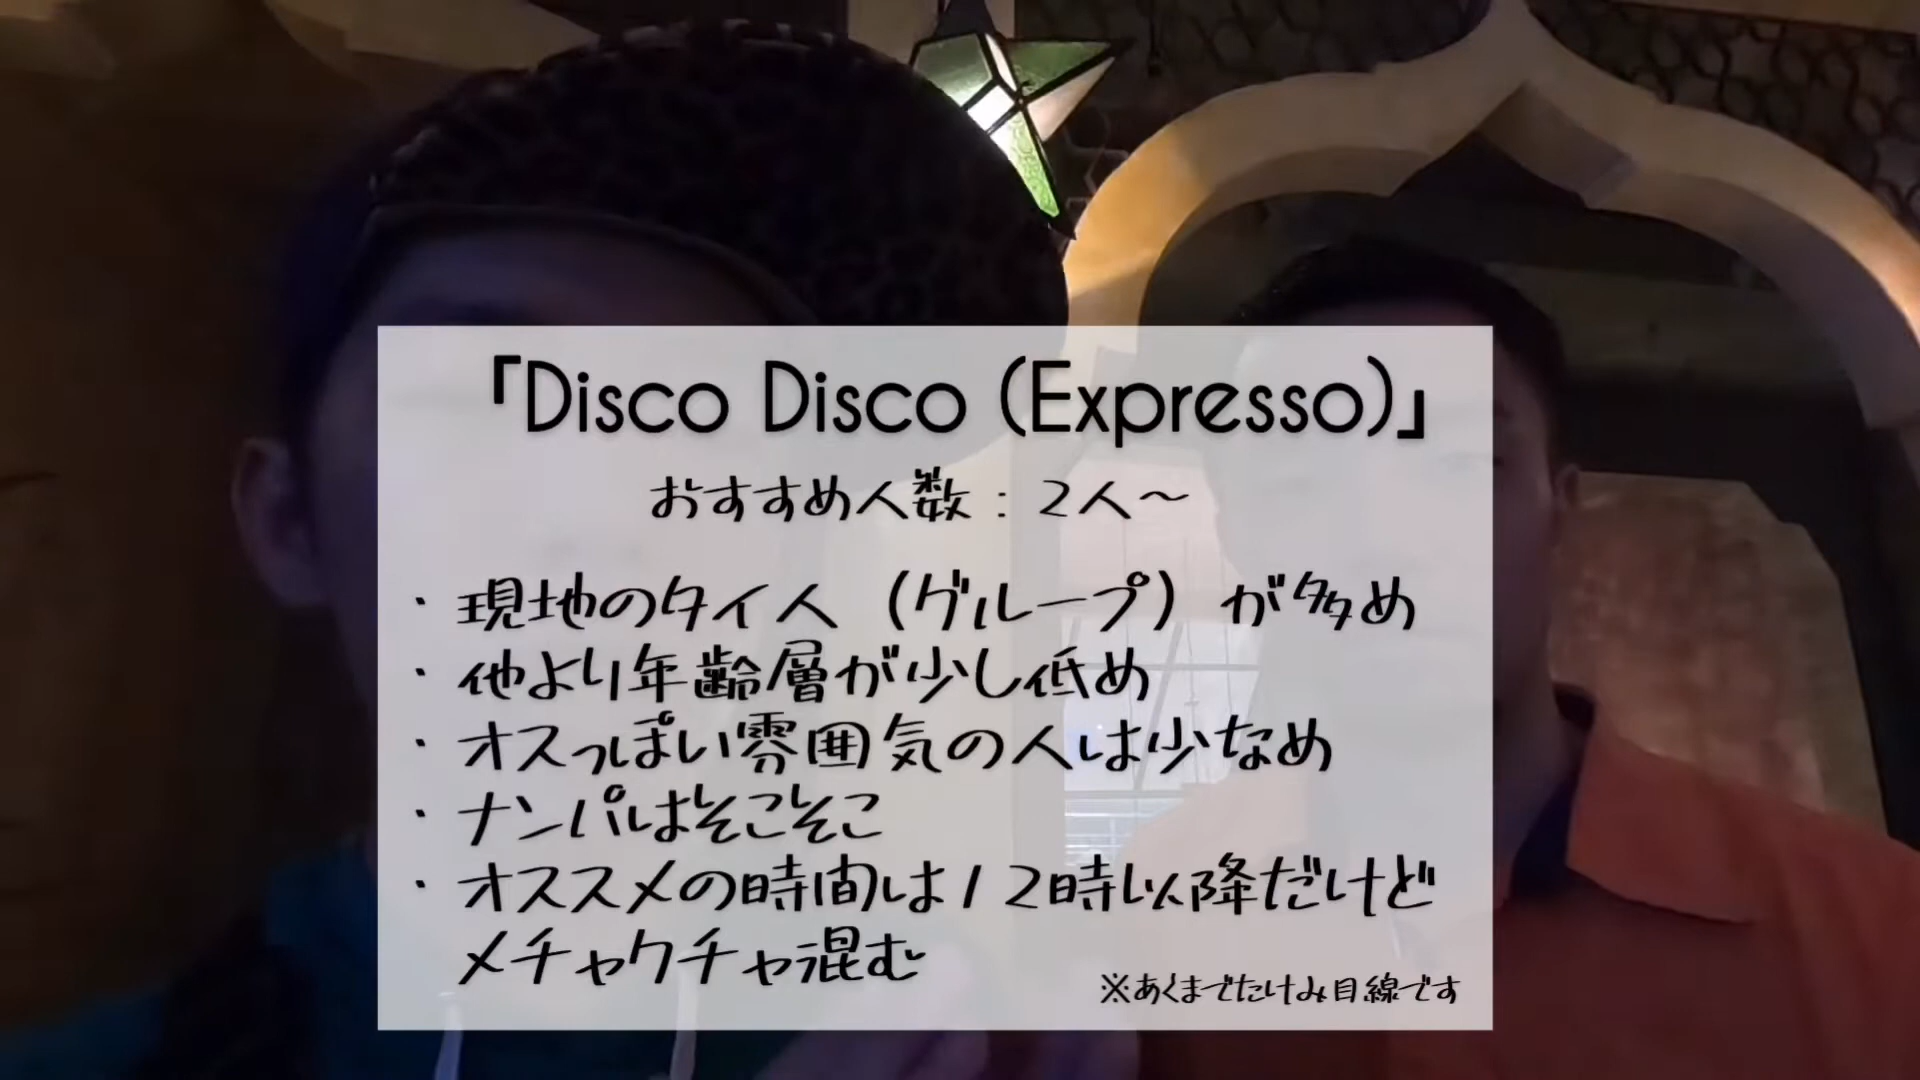 「Disco Disco (Expresso)」
おすすめ人数：2人〜
・現地のタイ人（グループ）が多め
・他より年齢層が少し低め
・オスっぽい雰囲気の人は少なめ
・ナンパはそこそこ
・オススメの時間は12時以降だけど
メチャクチャ混む
※あくまでたけみ目線です